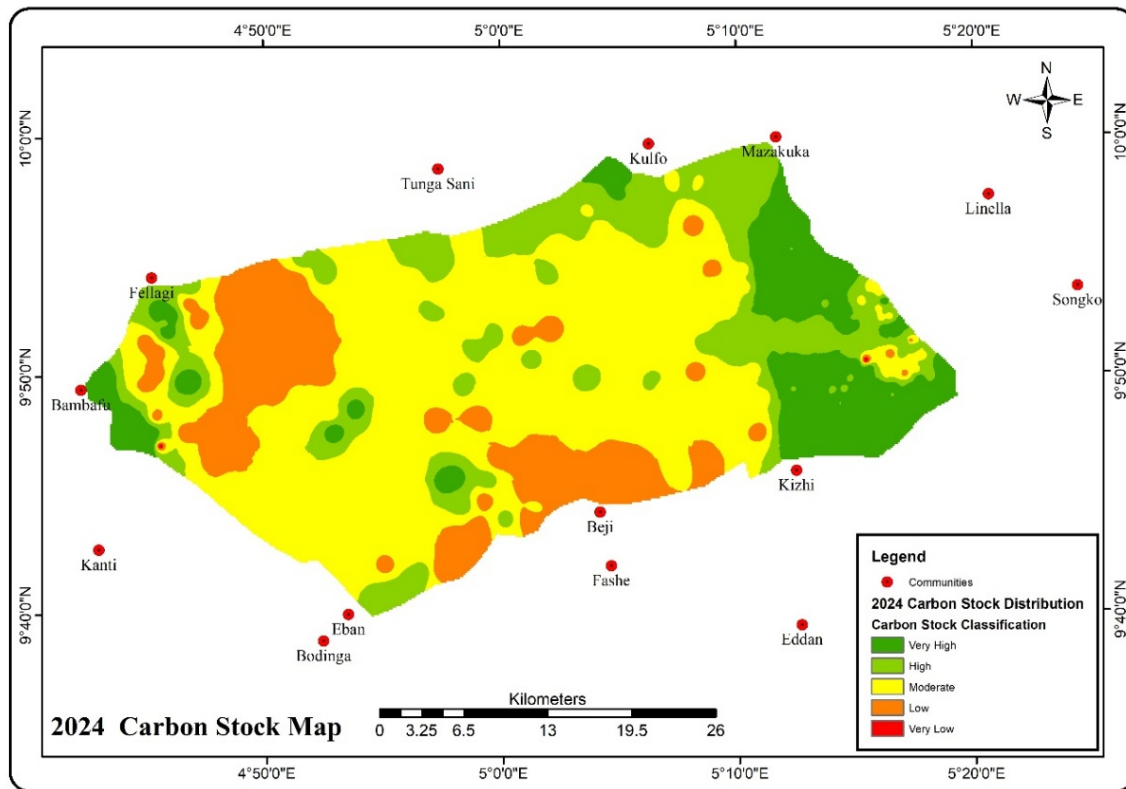 4°50'0"E 5°0'0"E 5°10'0"E 5°20'0"E
N
W E
S
10°0'0"N 10°0'0"N
Kulfo
Mazakuka
Tunga Sani
Linella
Fellagi
Songko
9°50'0"N 9°50'0"N
Bambafu
Kizhi
Beji
Kanti
Fashe
9°40'0"N 9°40'0"N
Eban
Bodinga
Eddan
Legend
Communities
2024 Carbon Stock Distribution
Carbon Stock Classification
Very High
High
Moderate
Low
Very Low
Kilometers
0 3.25 6.5 13 19.5 26
2024 Carbon Stock Map
4°50'0"E 5°0'0"E 5°10'0"E 5°20'0"E